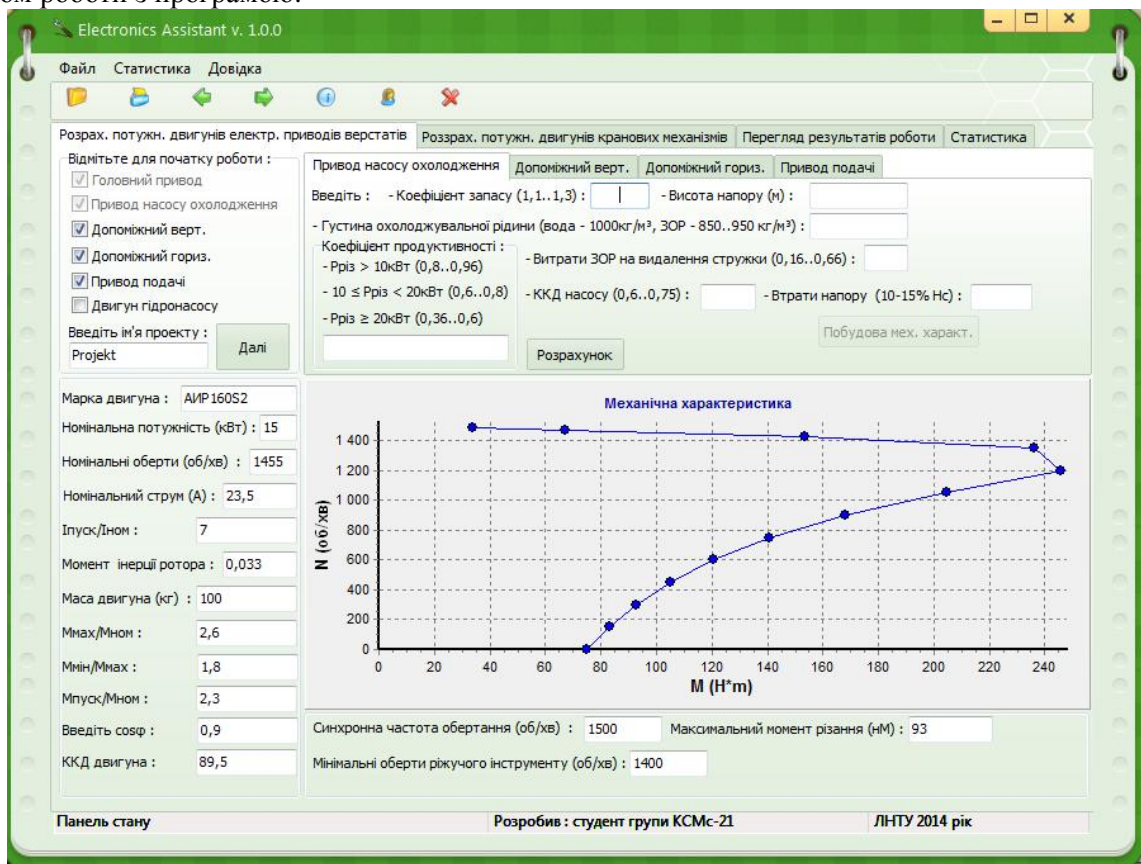 ом роботи з програмою.
Electronics Assistant v. 1.0.0
Файл Статистика Довідка
Розрах. потужн. двигунів електр. приводів верстатів Роззрах. потужн. двигунів кранових механізмів Перегляд результатів роботи Статистика
Відмітьте для початку роботи :
Головний привод
Привод насосу охолодження
Допоміжний верт.
Допоміжний гориз.
Привод подачі
Двигун гідронасосу
Введіть ім'я проекту :
Projekt
Далі
Привод насосу охолодження Допоміжний верт. Допоміжний гориз. Привод подачі
Введіть : - Коефіцієнт запасу (1,1..1,3) : - Висота напору (м) :
- Густина охолоджувальної рідини (вода - 1000кг/м³, ЗОР - 850..950 кг/м³) :
Коефіцієнт продуктивності :
- Рріз > 10кВт (0,8..0,96)
- 10 ≤ Рріз < 20кВт (0,6..0,8)
- Рріз ≥ 20кВт (0,36..0,6)
- Витрати ЗОР на видалення стружки (0,16..0,66) :
- ККД насосу (0,6..0,75) : - Втрати напору (10-15% Нс) :
Побудова мех. характ.
Розрахунок
Марка двигуна : АИР160S2
Номінальна потужність (кВт) : 15
Номінальні оберти (об/хв) : 1455
Номінальний струм (А) : 23,5
Іпуск/Іном : 7
Момент інерції ротора : 0,033
Маса двигуна (кг) : 100
Ммах/Мном : 2,6
Ммін/Ммах : 1,8
Мпуск/Мном : 2,3
Введіть cosφ : 0,9
ККД двигуна : 89,5
Механічна характеристика
N (об/хв)
1 400
1 200
1 000
800
600
400
200
0
0 20 40 60 80 100 120 140 160 180 200 220 240
M (H*m)
Синхронна частота обертання (об/хв) : 1500 Максимальний момент різання (нМ) : 93
Мінімальні оберти ріжучого інструменту (об/хв) : 1400
Панель стану Розробив : студент групи КСМс-21 ЛНТУ 2014 рік